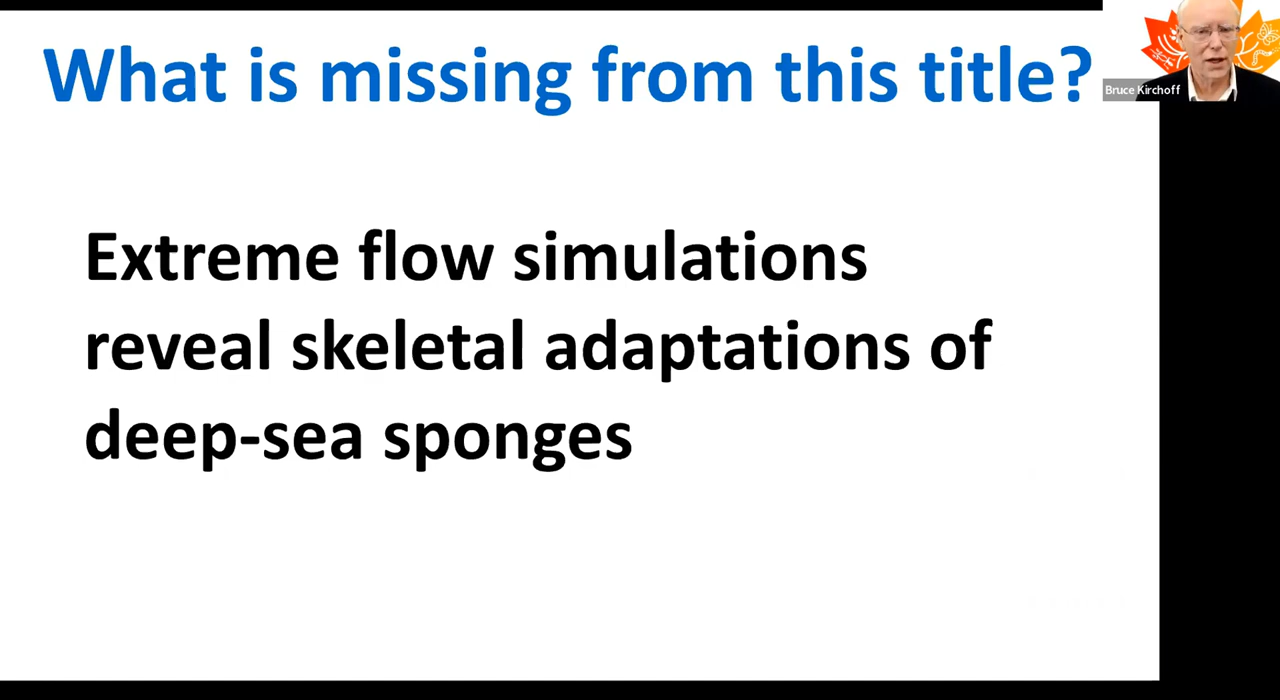 What is missing from this title?
Bruce Kirchoff
Extreme flow simulations
reveal skeletal adaptations of
deep-sea sponges